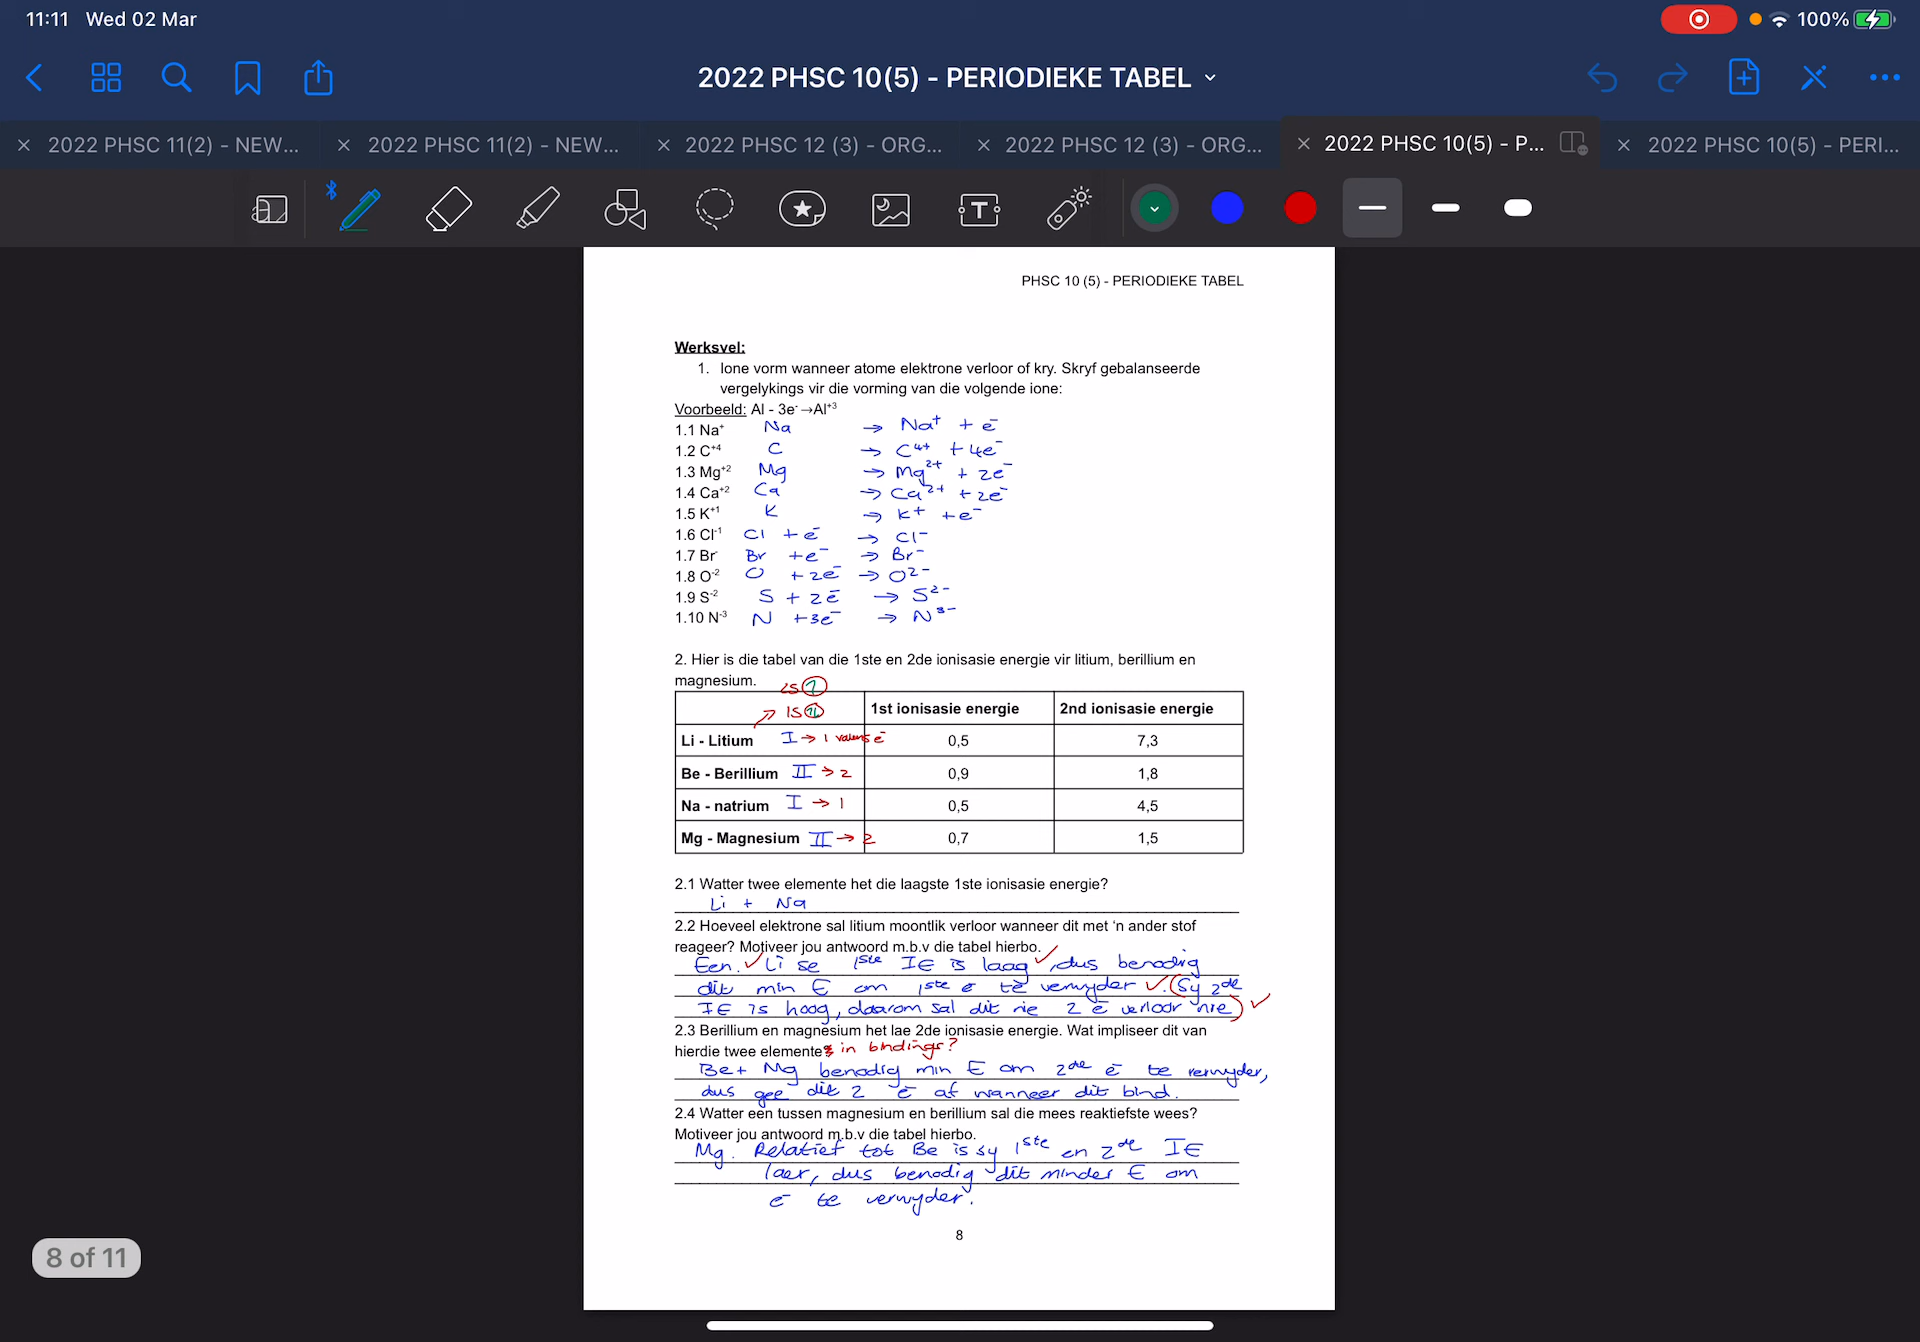 11:11 Wed 02 Mar
100%
2022 PHSC 10(5) - PERIODIEKE TABEL
2022 PHSC 11(2) - NEW...
2022 PHSC 11(2) - NEW...
2022 PHSC 12 (3) - ORG...
2022 PHSC 12 (3) - ORG...
2022 PHSC 10(5) - P...
2022 PHSC 10(5) - PERI...
PHSC 10 (5) - PERIODIEKE TABEL
Werksvel:
1. Ione vorm wanneer atome elektrone verloor of kry. Skryf gebalanseerde
vergelykings vir die vorming van die volgende ione:
Voorbeeld: Al - 3e⁻ →Al⁺³
1.1 Na⁺ Na → Na⁺ + e⁻
1.2 C⁺⁴ C → C⁴⁺ + 4e⁻
1.3 Mg⁺² Mg → Mg²⁺ + 2e⁻
1.4 Ca⁺² Ca → Ca²⁺ + 2e⁻
1.5 K⁺¹ K → K⁺ + e⁻
1.6 Cl⁻¹ Cl + e⁻ → Cl⁻
1.7 Br⁻ Br + e⁻ → Br⁻
1.8 O⁻² O + 2e⁻ → O²⁻
1.9 S⁻² S + 2e⁻ → S²⁻
1.10 N⁻³ N + 3e⁻ → N³⁻
2. Hier is die tabel van die 1ste en 2de ionisasie energie vir litium, berillium en
magnesium.
2s 1
→ 1s 1L 1st ionisasie energie 2nd ionisasie energie
Li - Litium I → 1 valens e⁻ 0,5 7,3
Be - Berillium II → 2 0,9 1,8
Na - natrium I → 1 0,5 4,5
Mg - Magnesium II → 2 0,7 1,5
2.1 Watter twee elemente het die laagste 1ste ionisasie energie?
Li + Na
2.2 Hoeveel elektrone sal litium moontlik verloor wanneer dit met 'n ander stof
reageer? Motiveer jou antwoord m.b.v die tabel hierbo.
Een. ✓ Li se 1ste IE is laag ✓, dus benodig
dit min E om 1ste e⁻ te verwyder ✓. (Sy 2de
IE is hoog, daarom sal dit nie 2 e⁻ verloor nie) ✓
2.3 Berillium en magnesium het lae 2de ionisasie energie. Wat impliseer dit van
hierdie twee elemente in bindings?
Be + Mg benodig min E om 2de e⁻ te verwyder,
dus gee dit 2 e⁻ af wanneer dit bind.
2.4 Watter een tussen magnesium en berillium sal die mees reaktiefste wees?
Motiveer jou antwoord m.b.v die tabel hierbo.
Mg. Relatief tot Be is sy 1ste en 2de IE
laer, dus benodig dit minder E om
e⁻ te verwyder.
8
8 of 11